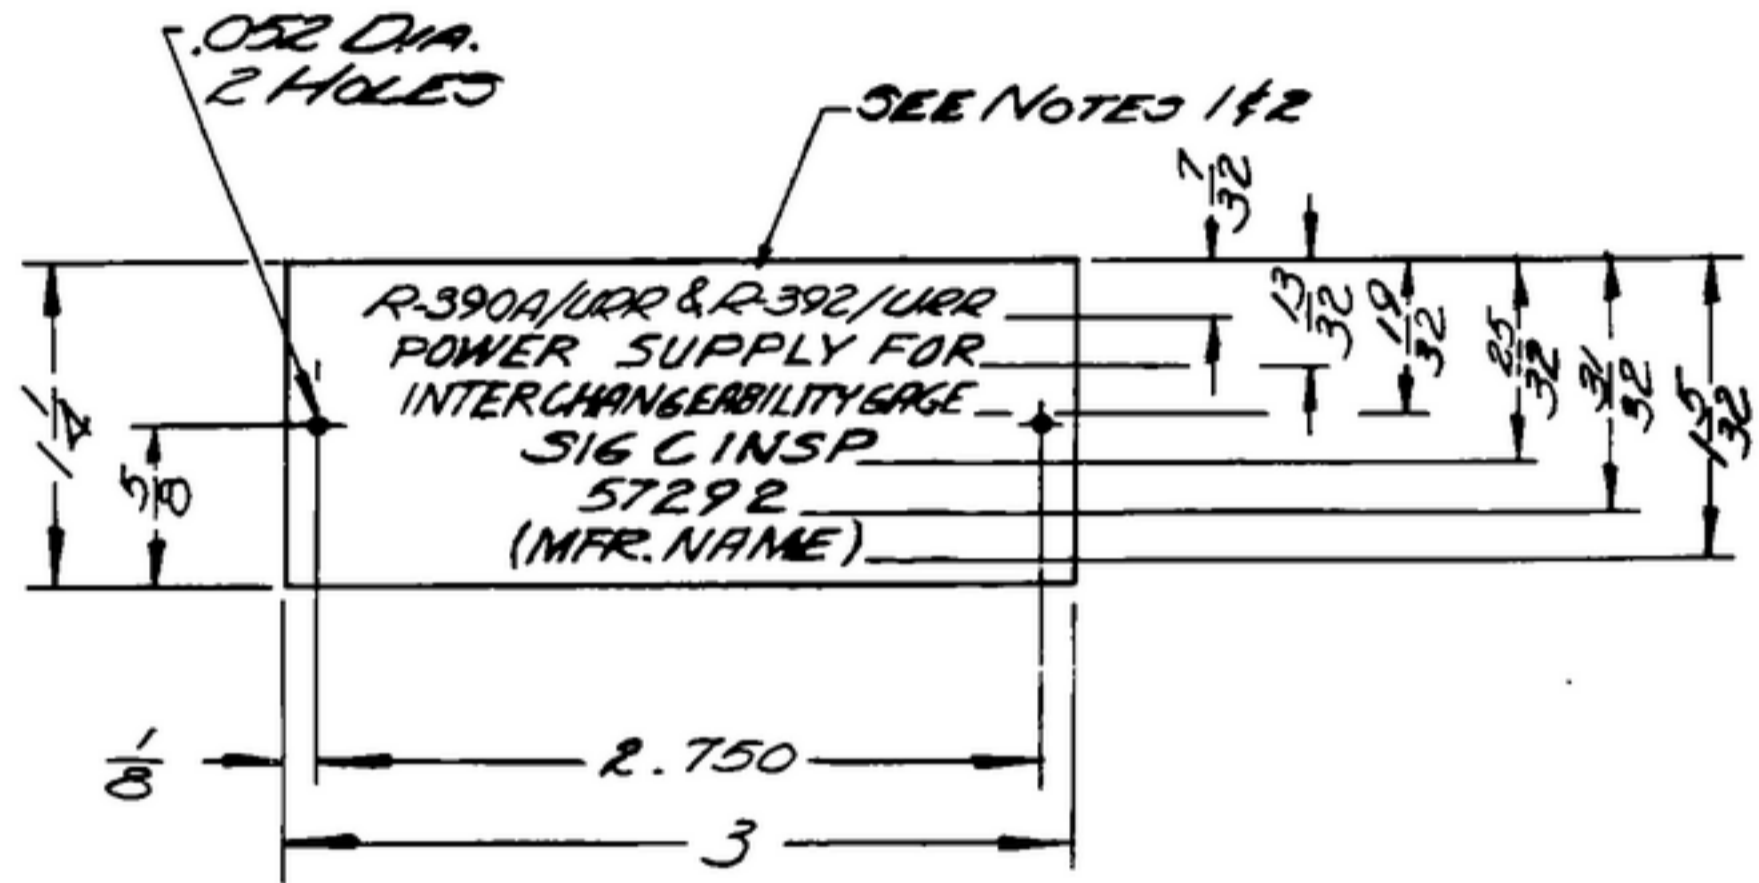 .052 DIA.
2 HOLES
SEE NOTES 1 & 2
7/32
13/32
19/32
25/32
31/32
1 5/32
R-390A/URR & R-392/URR
POWER SUPPLY FOR
INTERCHANGEABILITY GAGE
SIG C INSP
57292
(MFR. NAME)
1 1/4
5/8
1/8
2.750
3